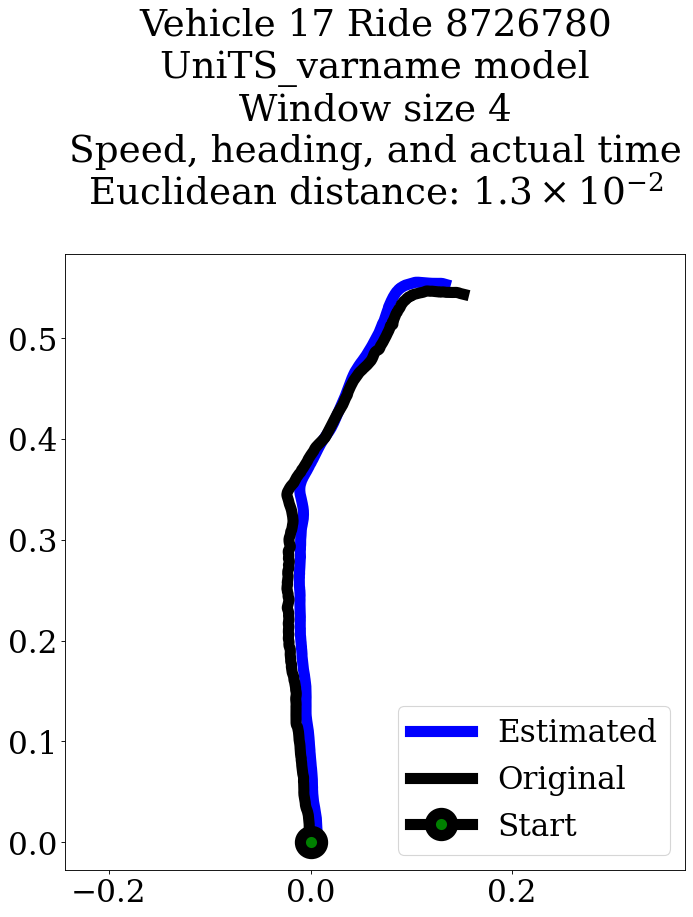 Vehicle 17 Ride 8726780
UniTS_varname model
Window size 4
Speed, heading, and actual time
Euclidean distance: 1.3 × 10⁻²
0.5
0.4
0.3
0.2
0.1
0.0
−0.2 0.0 0.2
Estimated
Original
Start